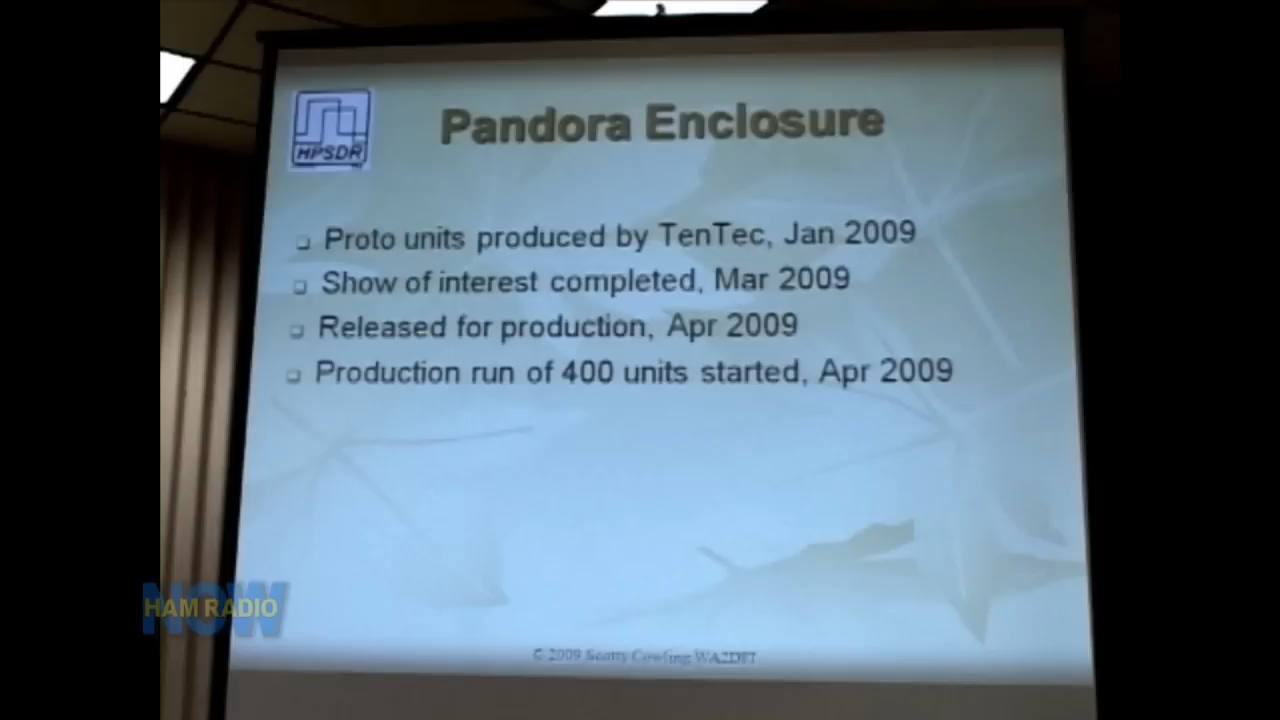 Pandora Enclosure
HPSDR
❑ Proto units produced by TenTec, Jan 2009
❑ Show of interest completed, Mar 2009
❑ Released for production, Apr 2009
❑ Production run of 400 units started, Apr 2009
NOW
HAM RADIO
© 2009 Scotty Cowling WA2DFI